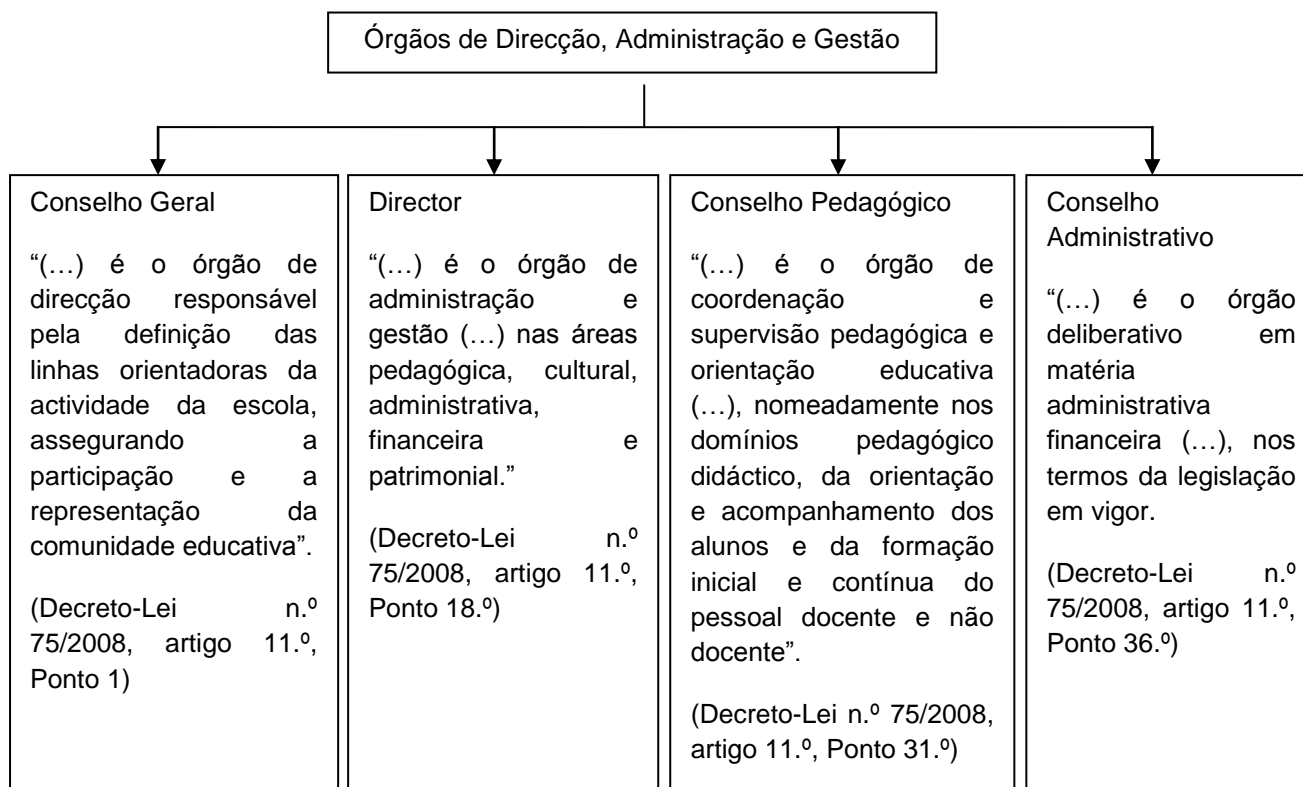 Órgãos de Direcção, Administração e Gestão
Conselho Geral
“(…) é o órgão de
direcção responsável
pela definição das
linhas orientadoras da
actividade da escola,
assegurando a
participação e a
representação da
comunidade educativa”.
(Decreto-Lei n.º
75/2008, artigo 11.º,
Ponto 1)
Director
“(…) é o órgão de
administração e
gestão (…) nas áreas
pedagógica, cultural,
administrativa,
financeira e
patrimonial.”
(Decreto-Lei n.º
75/2008, artigo 11.º,
Ponto 18.º)
Conselho Pedagógico
“(…) é o órgão de
coordenação e
supervisão pedagógica e
orientação educativa
(…), nomeadamente nos
domínios pedagógico
didáctico, da orientação
e acompanhamento dos
alunos e da formação
inicial e contínua do
pessoal docente e não
docente”.
(Decreto-Lei n.º 75/2008,
artigo 11.º, Ponto 31.º)
Conselho
Administrativo
“(…) é o órgão
deliberativo em
matéria
administrativa
financeira (…), nos
termos da legislação
em vigor.
(Decreto-Lei n.º
75/2008, artigo 11.º,
Ponto 36.º)